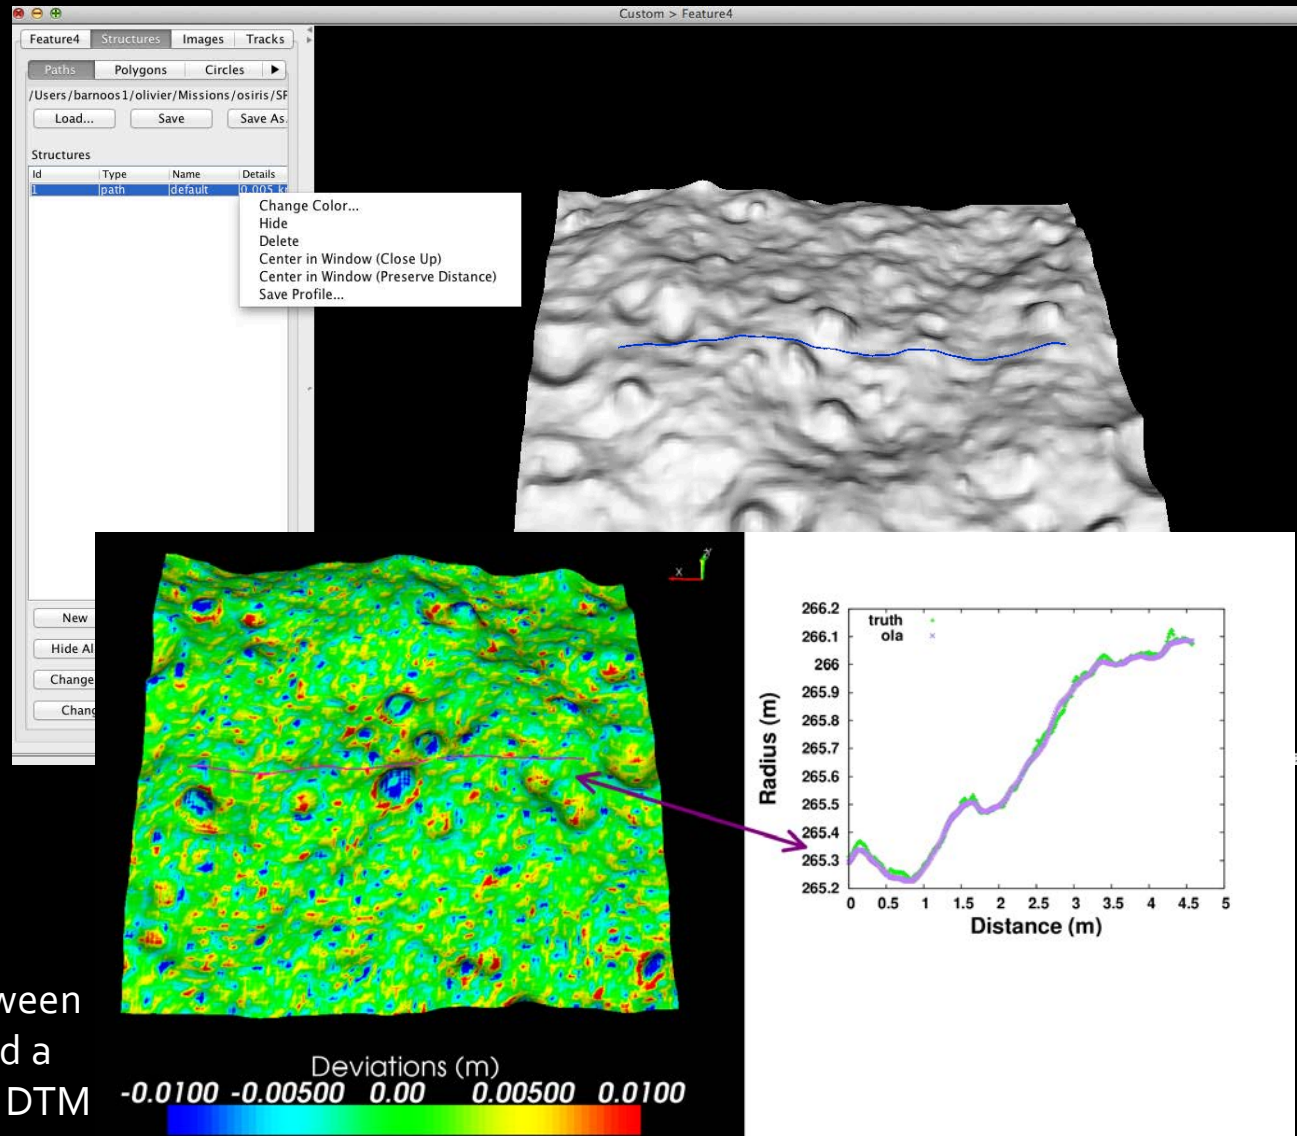 Custom > Feature4
Feature4 Structures Images Tracks
Paths Polygons Circles
/Users/barnoos1/olivier/Missions/osiris/SF
Load... Save Save As.
Structures
Id Type Name Details
1 path default 0.005 k
Change Color...
Hide
Delete
Center in Window (Close Up)
Center in Window (Preserve Distance)
Save Profile...
New
Hide Al
Change
Chang
X Y
266.2
266.1
266
265.9
265.8
265.7
265.6
265.5
265.4
265.3
265.2
truth
ola
Radius (m)
0 0.5 1 1.5 2 2.5 3 3.5 4 4.5 5
Distance (m)
ween
d a
DTM
Deviations (m)
-0.0100 -0.00500 0.00 0.00500 0.0100